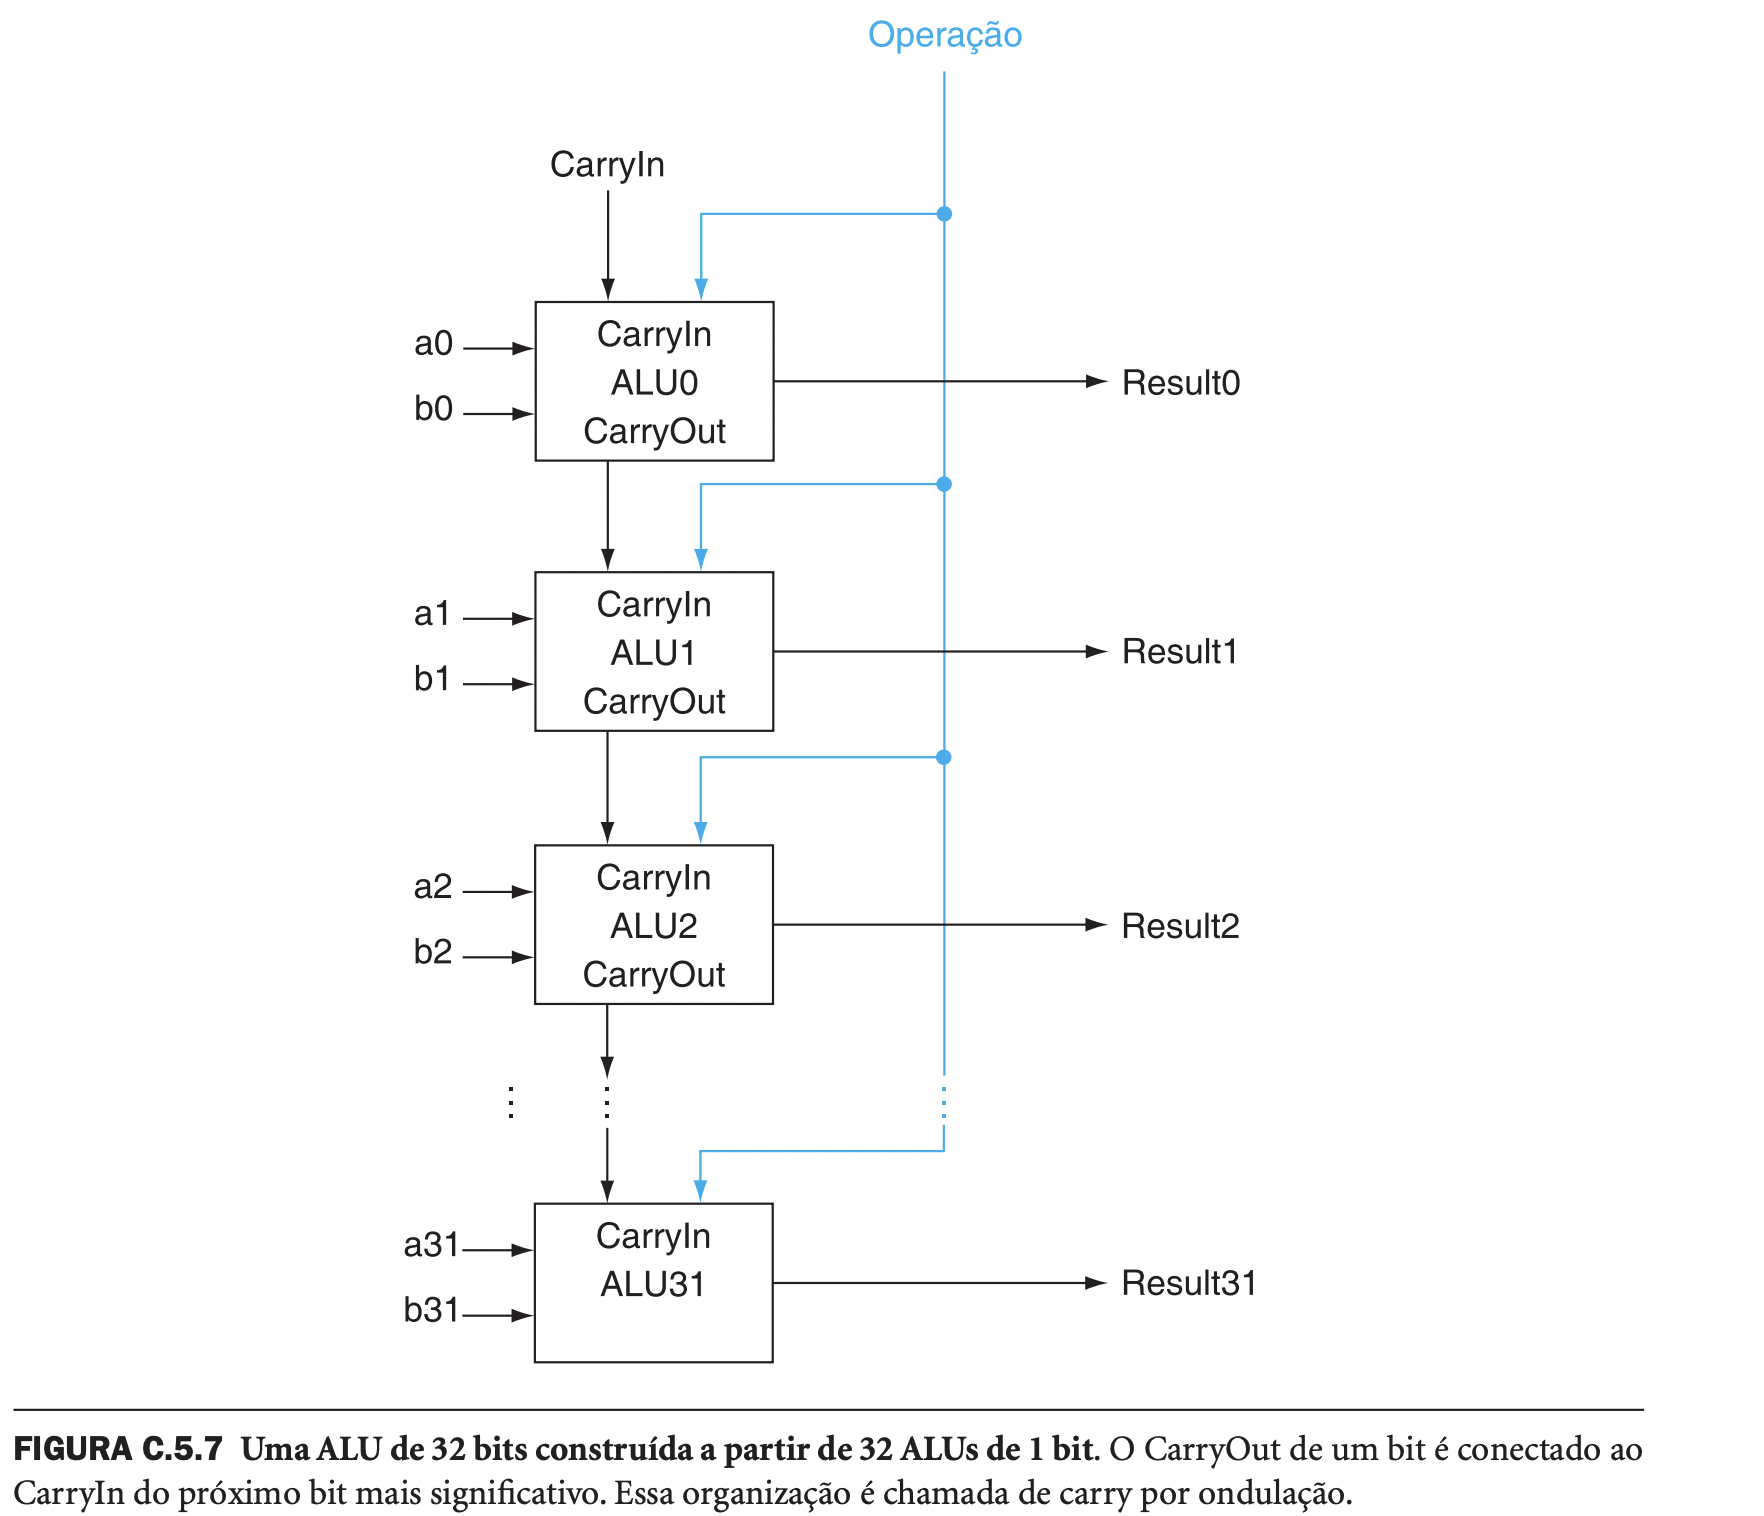 Operação
CarryIn
a0
b0
CarryIn
ALU0
CarryOut
Result0
a1
b1
CarryIn
ALU1
CarryOut
Result1
a2
b2
CarryIn
ALU2
CarryOut
Result2
a31
b31
CarryIn
ALU31
Result31
FIGURA C.5.7 Uma ALU de 32 bits construída a partir de 32 ALUs de 1 bit. O CarryOut de um bit é conectado ao
CarryIn do próximo bit mais significativo. Essa organização é chamada de carry por ondulação.